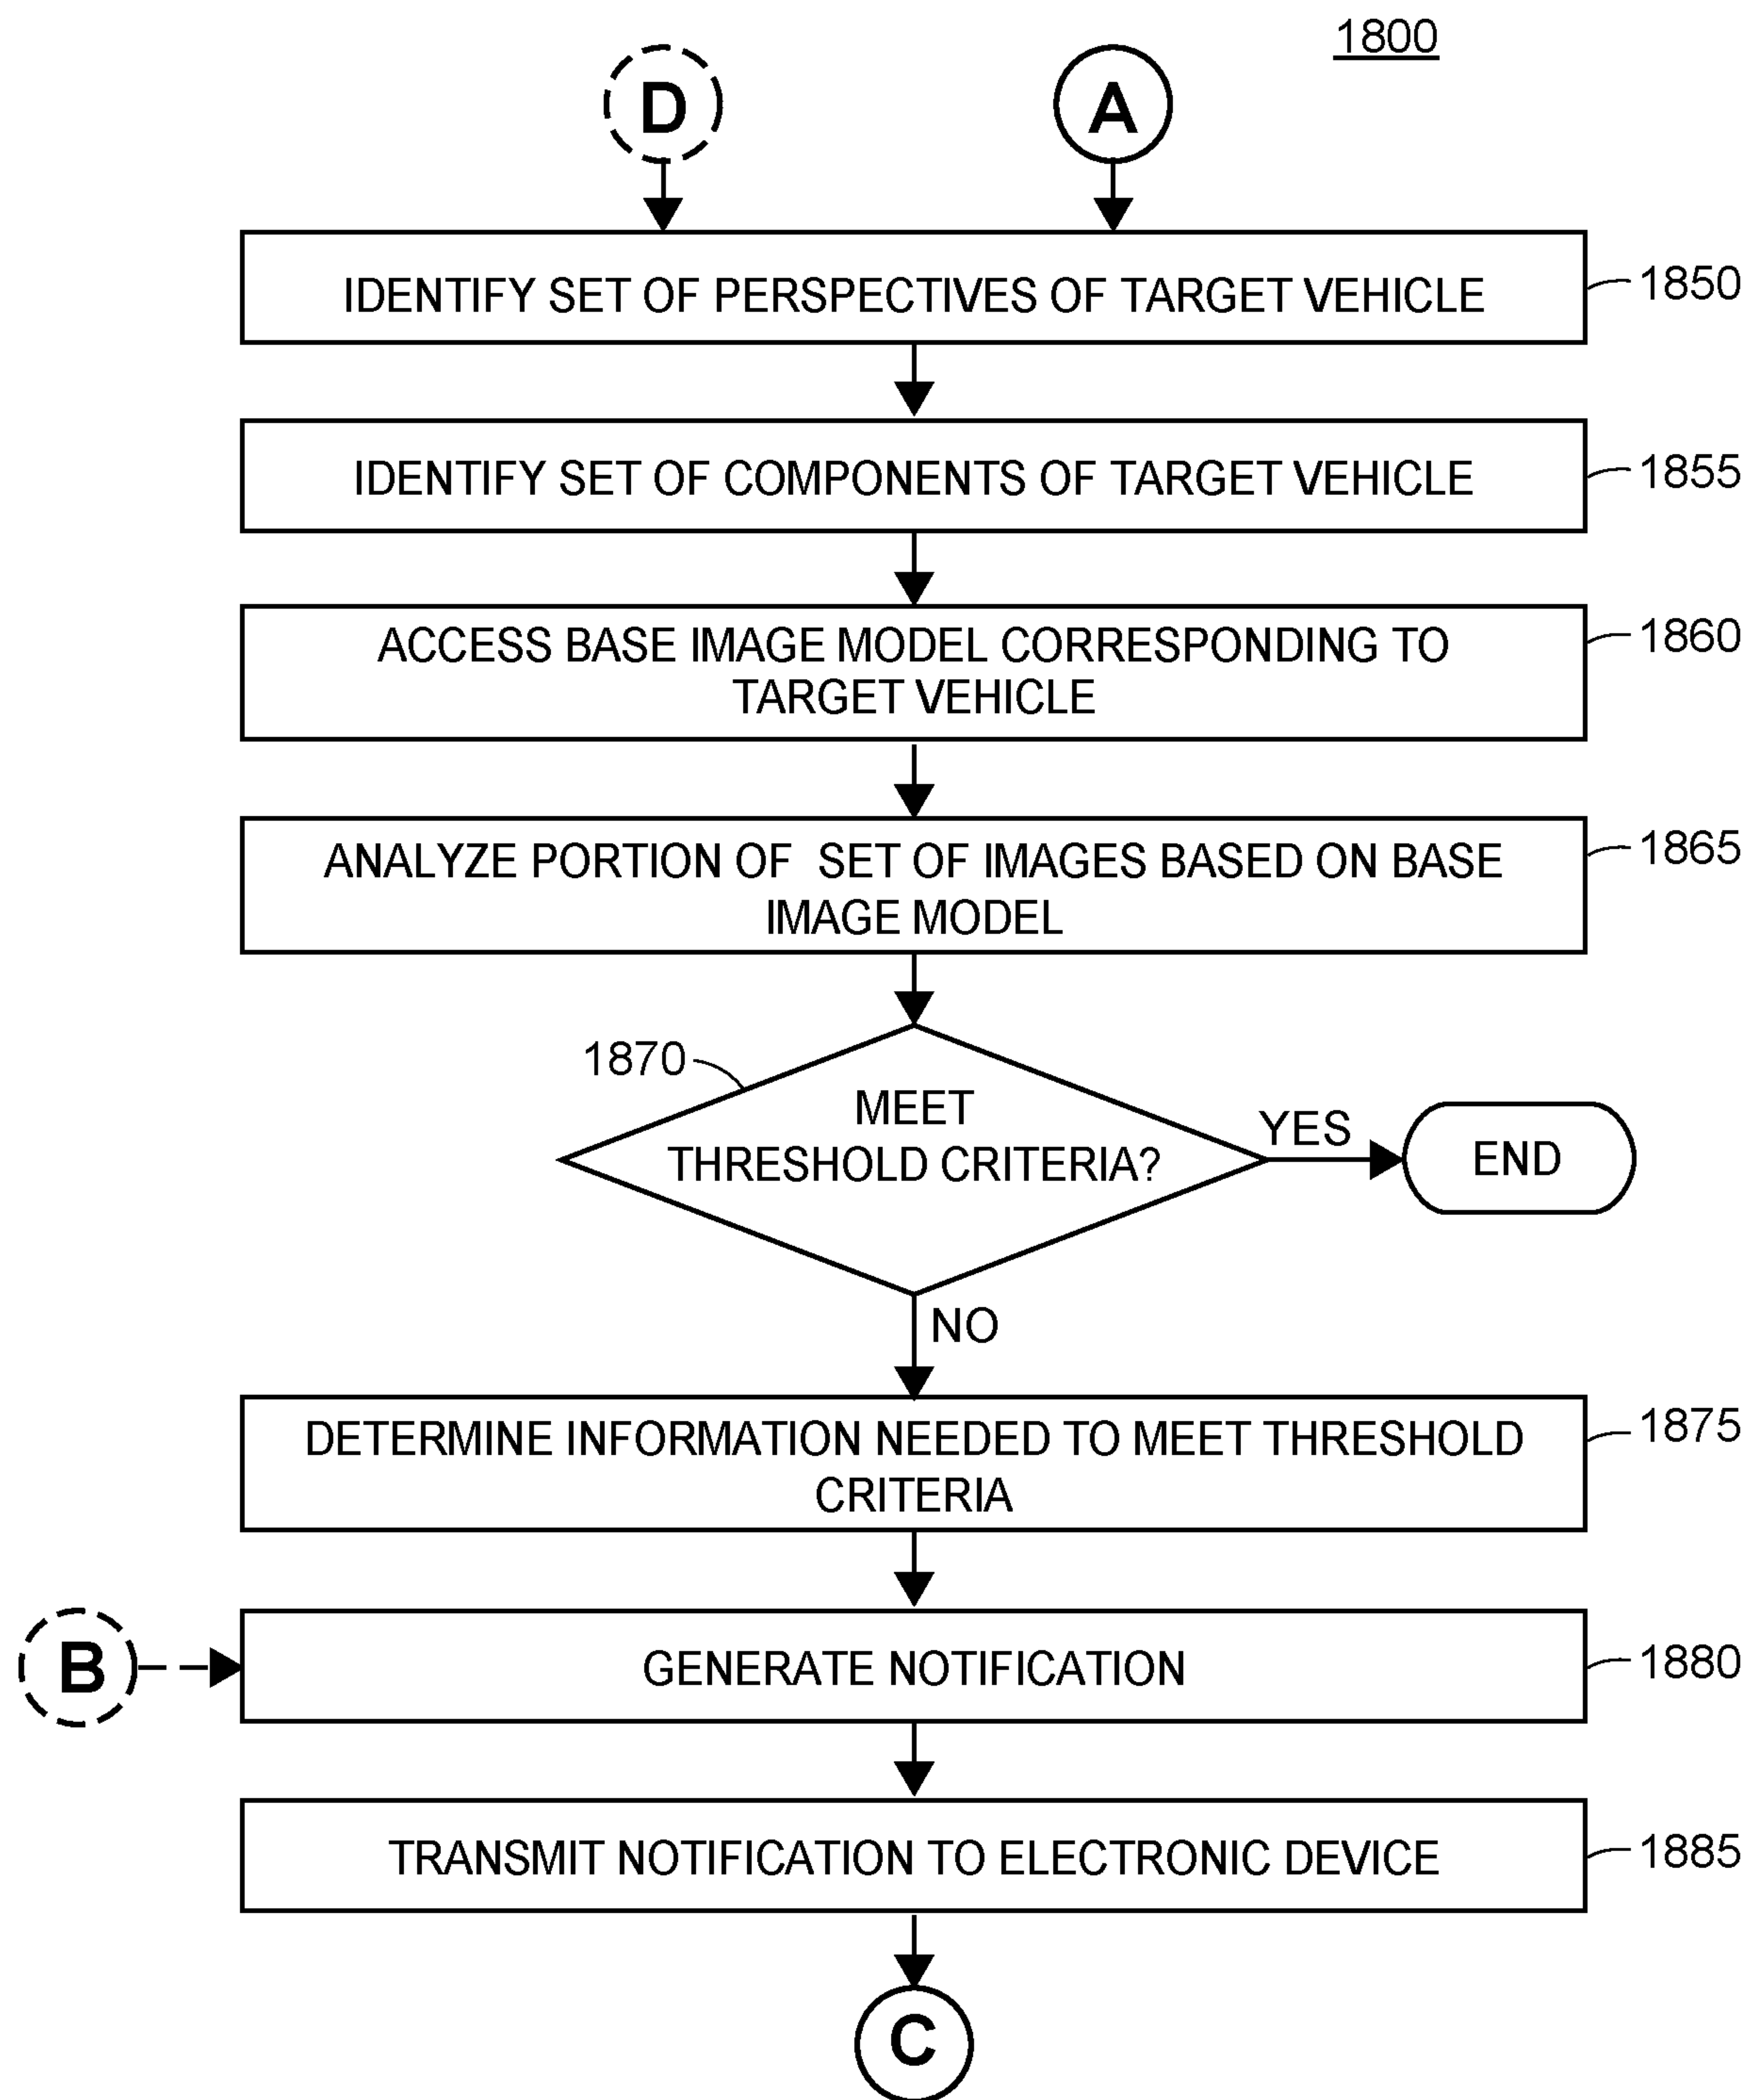 1800
D
A
IDENTIFY SET OF PERSPECTIVES OF TARGET VEHICLE
1850
IDENTIFY SET OF COMPONENTS OF TARGET VEHICLE
1855
ACCESS BASE IMAGE MODEL CORRESPONDING TO
TARGET VEHICLE
1860
ANALYZE PORTION OF SET OF IMAGES BASED ON BASE
IMAGE MODEL
1865
1870
MEET
THRESHOLD CRITERIA?
YES
END
NO
DETERMINE INFORMATION NEEDED TO MEET THRESHOLD
CRITERIA
1875
B
GENERATE NOTIFICATION
1880
TRANSMIT NOTIFICATION TO ELECTRONIC DEVICE
1885
C